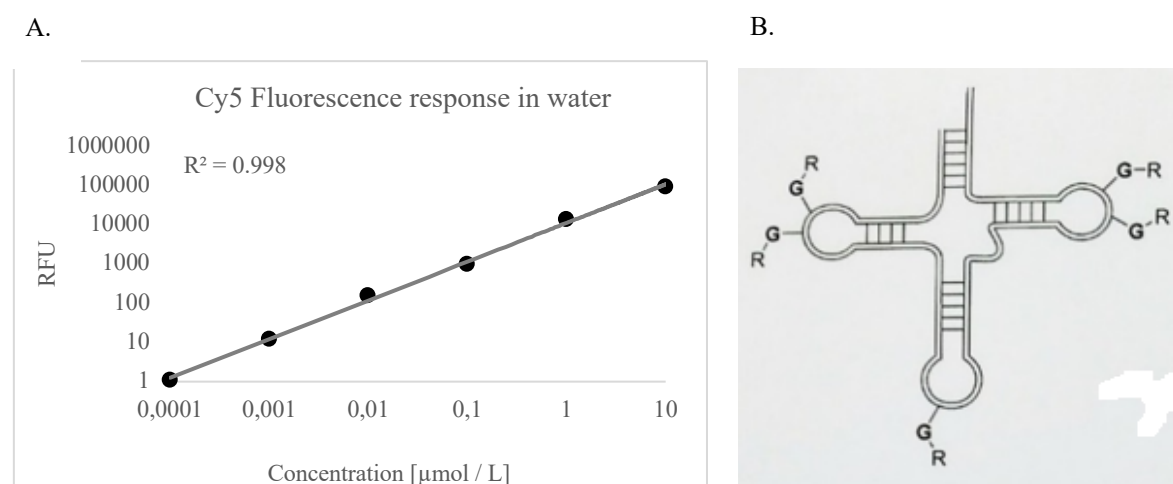 A.
Cy5 Fluorescence response in water
R² = 0.998
RFU
1000000
100000
10000
1000
100
10
1
0,0001 0,001 0,01 0,1 1 10
Concentration [µmol / L]
B.
R
G
G
R
G-R
G
R
G
R